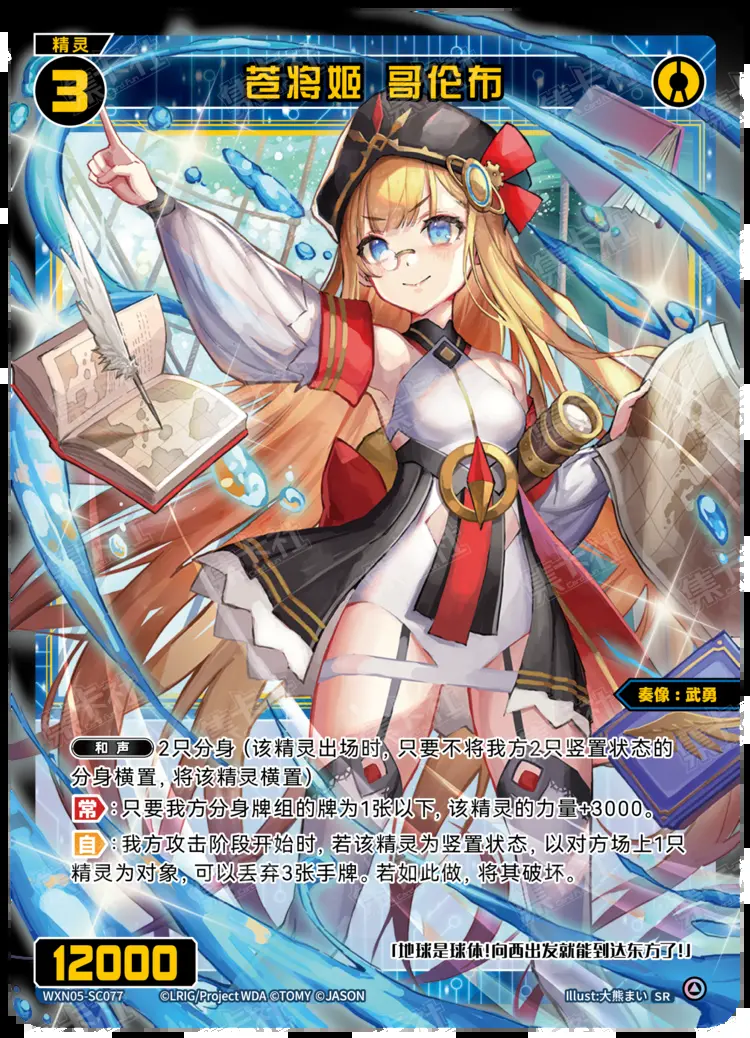 精灵
3
苍将姬 哥伦布
奏像：武勇
和声 2只分身 (该精灵出场时, 只要不将我方2只竖置状态的
分身横置, 将该精灵横置)
常：只要我方分身牌组的牌为1张以下, 该精灵的力量+3000。
自：我方攻击阶段开始时, 若该精灵为竖置状态, 以对方场上1只
精灵为对象, 可以丢弃3张手牌。若如此做, 将其破坏。
12000
「地球是球体!向西出发就能到达东方了!」
WXN05-SC077 ©LRIG/Project WDA ©TOMY ©JASON Illust:大熊まい SR
集卡社